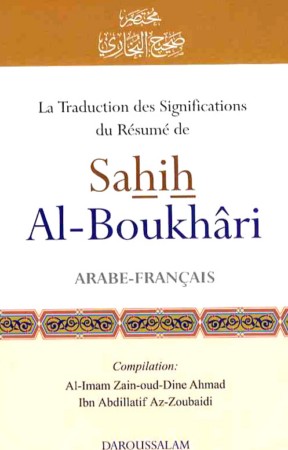 مختصر
صحيح البخاري
La Traduction des Significations
du Résumé de
Sahih
Al-Boukhâri
ARABE-FRANÇAIS
Compilation:
Al-Imam Zain-oud-Dine Ahmad
Ibn Abdillatif Az-Zoubaidi
DAROUSSALAM